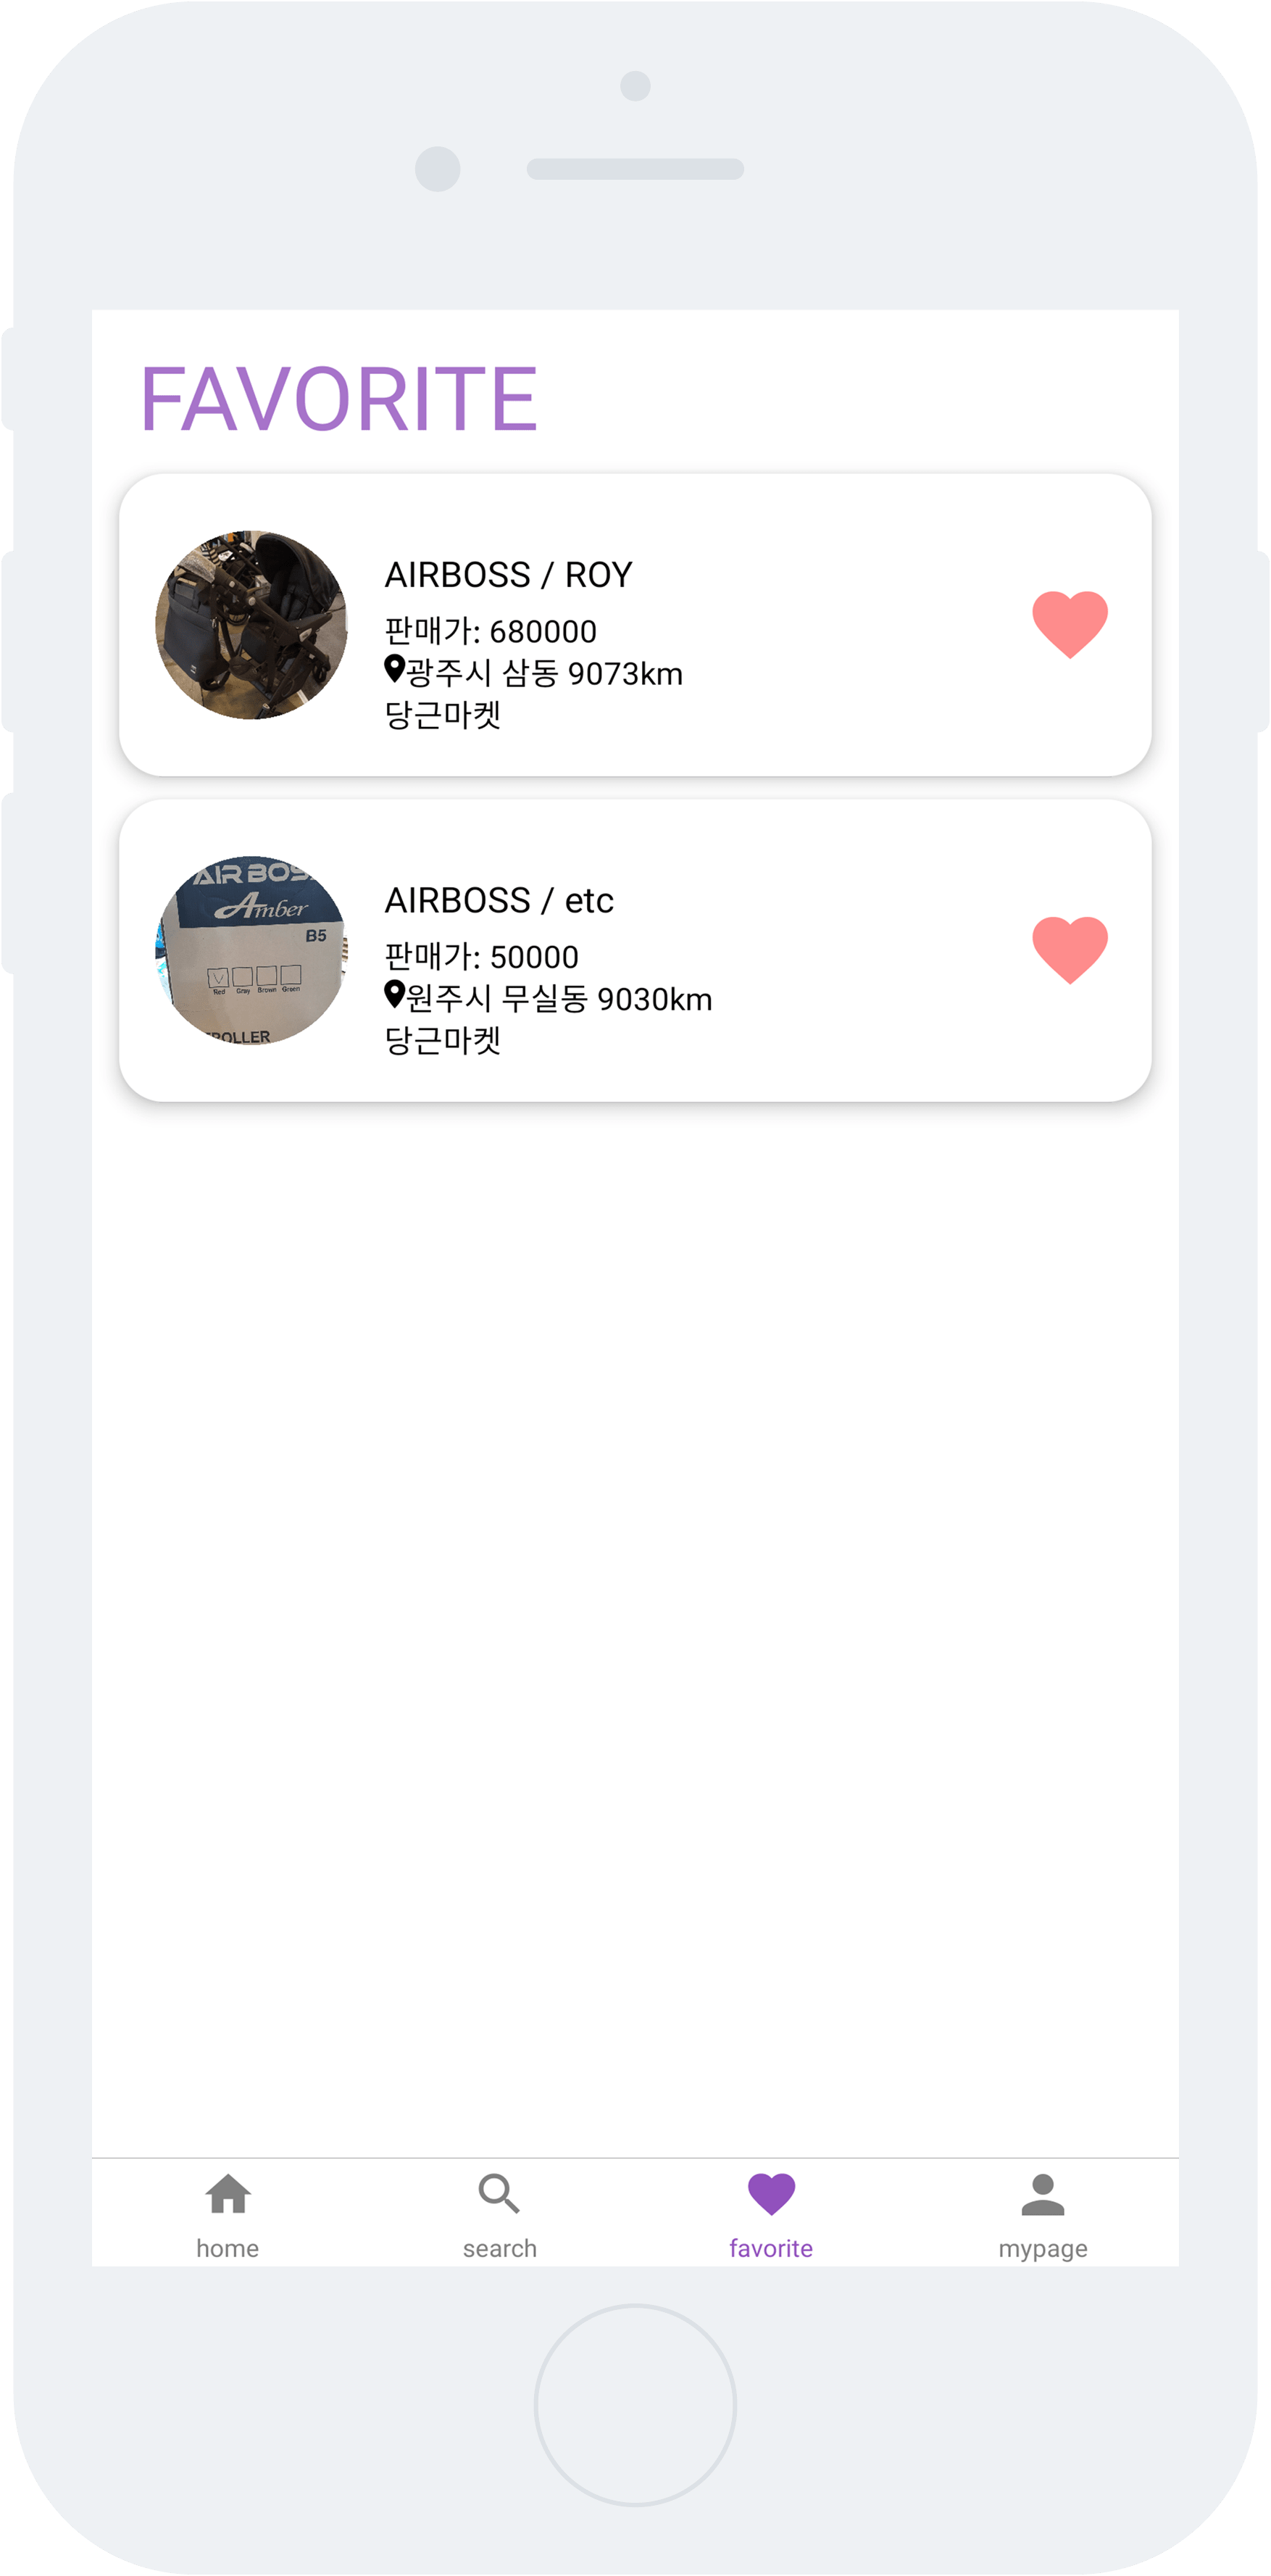 FAVORITE
AIRBOSS / ROY
판매가: 680000
광주시 삼동 9073km
당근마켓
AIR BOS
Amber
B5
Red Gray Brown Green
ROLLER
AIRBOSS / etc
판매가: 50000
원주시 무실동 9030km
당근마켓
home
search
favorite
mypage